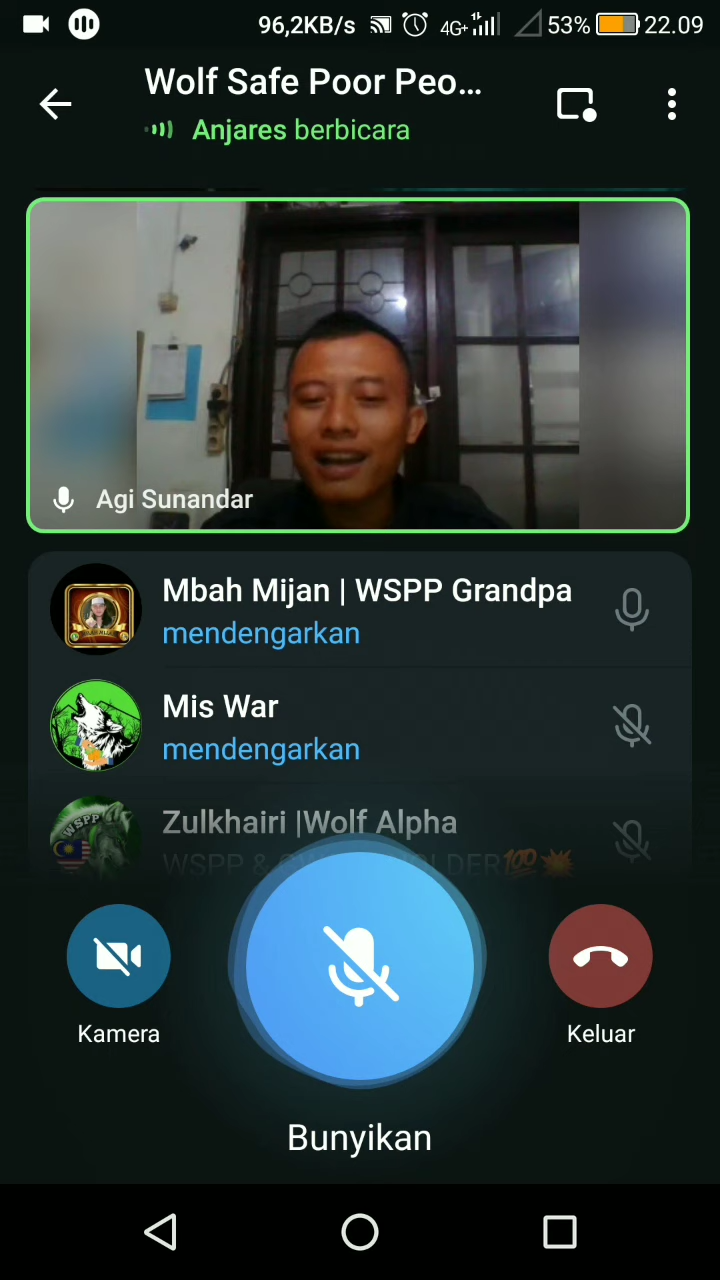 96,2KB/s 4G+ 53% 22.09
Wolf Safe Poor Peo...
Anjares berbicara
Agi Sunandar
Mbah Mijan | WSPP Grandpa
mendengarkan
Mis War
mendengarkan
WSPP
Zulkhairi |Wolf Alpha
WSPP &
Kamera
Keluar
Bunyikan